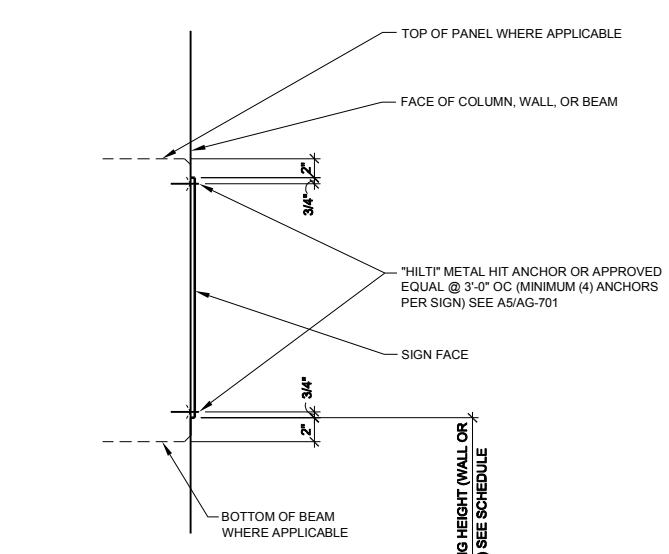 TOP OF PANEL WHERE APPLICABLE
FACE OF COLUMN, WALL, OR BEAM
2"
3/4"
"HILTI" METAL HIT ANCHOR OR APPROVED
EQUAL @ 3'-0" OC (MINIMUM (4) ANCHORS
PER SIGN) SEE A5/AG-701
SIGN FACE
3/4"
2"
HEIGHT (WALL OR
SEE SCHEDULE
BOTTOM OF BEAM
WHERE APPLICABLE